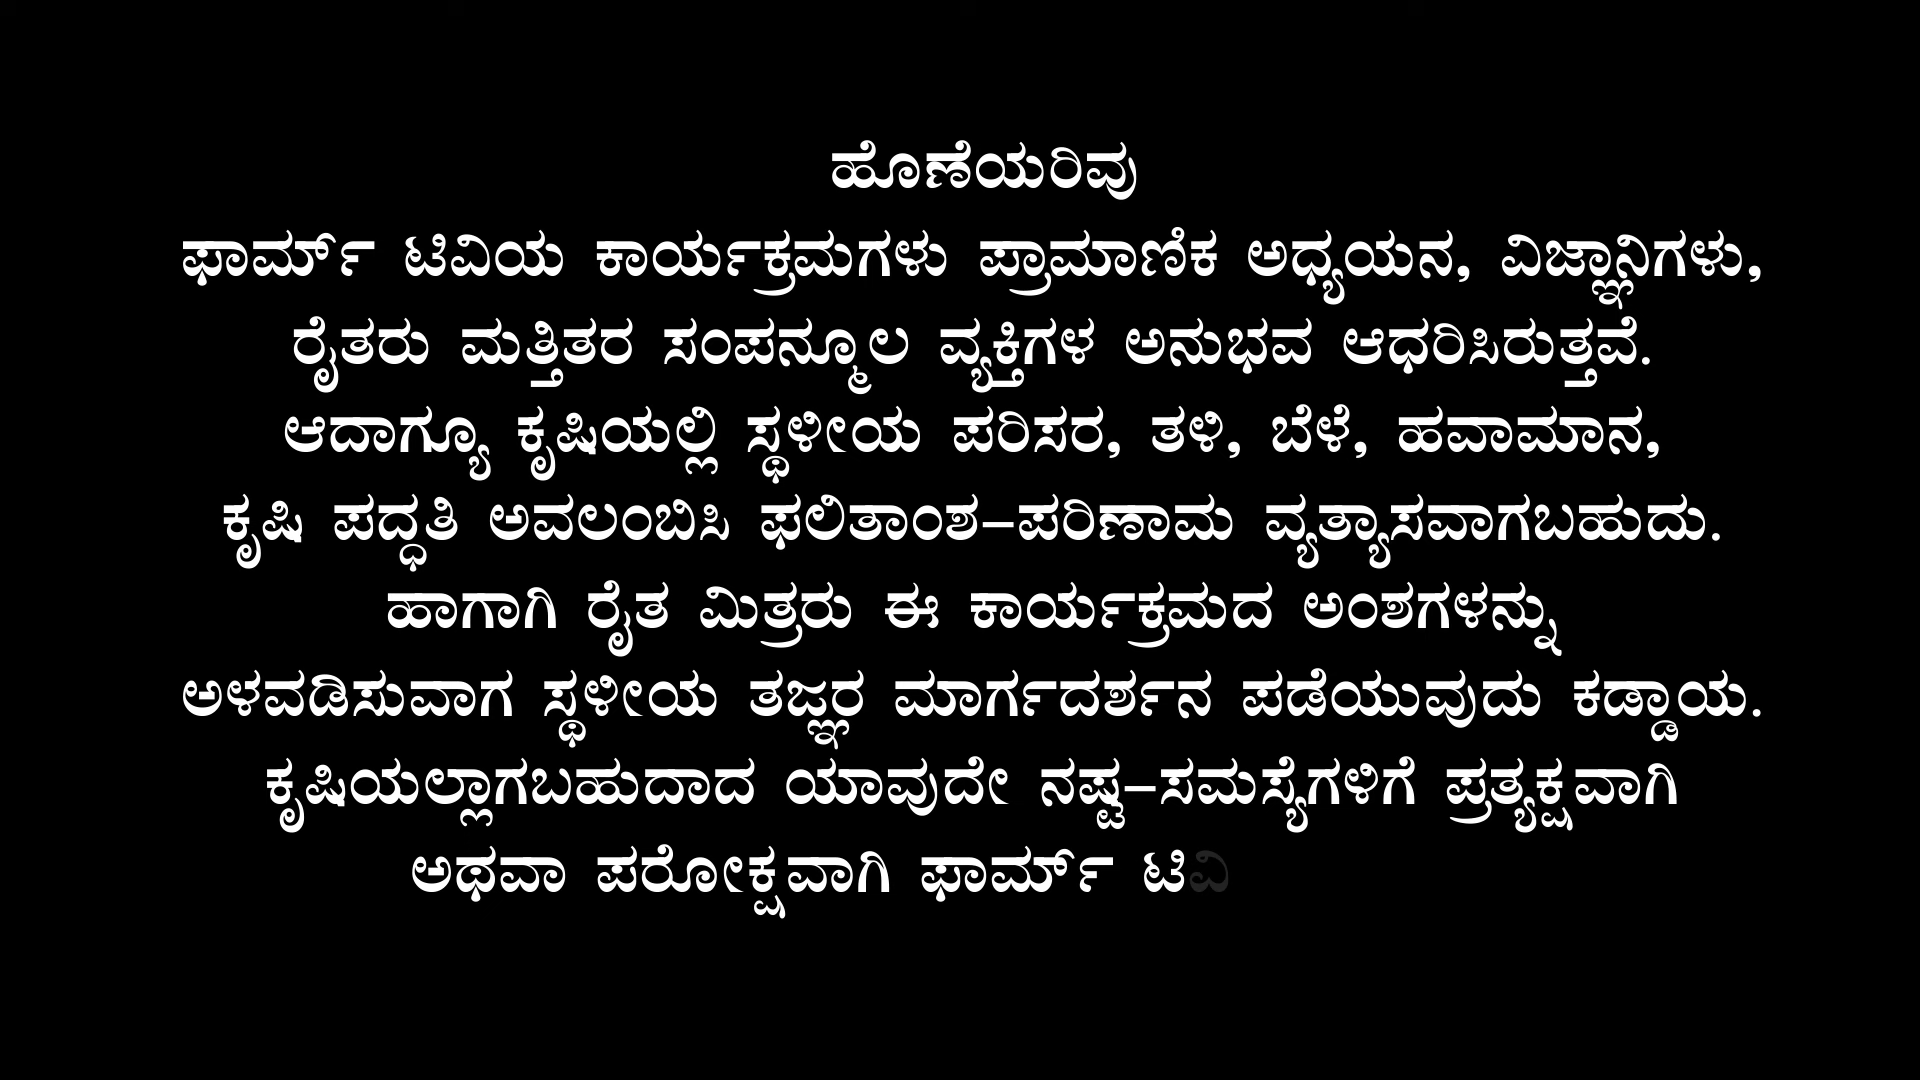 ಹೊಣೆಯರಿವು
ಫಾರ್ಮ್ ಟಿವಿಯ ಕಾರ್ಯಕ್ರಮಗಳು ಪ್ರಾಮಾಣಿಕ ಅಧ್ಯಯನ, ವಿಜ್ಞಾನಿಗಳು,
ರೈತರು ಮತ್ತಿತರ ಸಂಪನ್ಮೂಲ ವ್ಯಕ್ತಿಗಳ ಅನುಭವ ಆಧರಿಸಿರುತ್ತವೆ.
ಆದಾಗ್ಯೂ ಕೃಷಿಯಲ್ಲಿ ಸ್ಥಳೀಯ ಪರಿಸರ, ತಳಿ, ಬೆಳೆ, ಹವಾಮಾನ,
ಕೃಷಿ ಪದ್ಧತಿ ಅವಲಂಬಿಸಿ ಫಲಿತಾಂಶ–ಪರಿಣಾಮ ವ್ಯತ್ಯಾಸವಾಗಬಹುದು.
ಹಾಗಾಗಿ ರೈತ ಮಿತ್ರರು ಈ ಕಾರ್ಯಕ್ರಮದ ಅಂಶಗಳನ್ನು
ಅಳವಡಿಸುವಾಗ ಸ್ಥಳೀಯ ತಜ್ಞರ ಮಾರ್ಗದರ್ಶನ ಪಡೆಯುವುದು ಕಡ್ಡಾಯ.
ಕೃಷಿಯಲ್ಲಾಗಬಹುದಾದ ಯಾವುದೇ ನಷ್ಟ–ಸಮಸ್ಯೆಗಳಿಗೆ ಪ್ರತ್ಯಕ್ಷವಾಗಿ
ಅಥವಾ ಪರೋಕ್ಷವಾಗಿ ಫಾರ್ಮ್ ಟಿವಿ